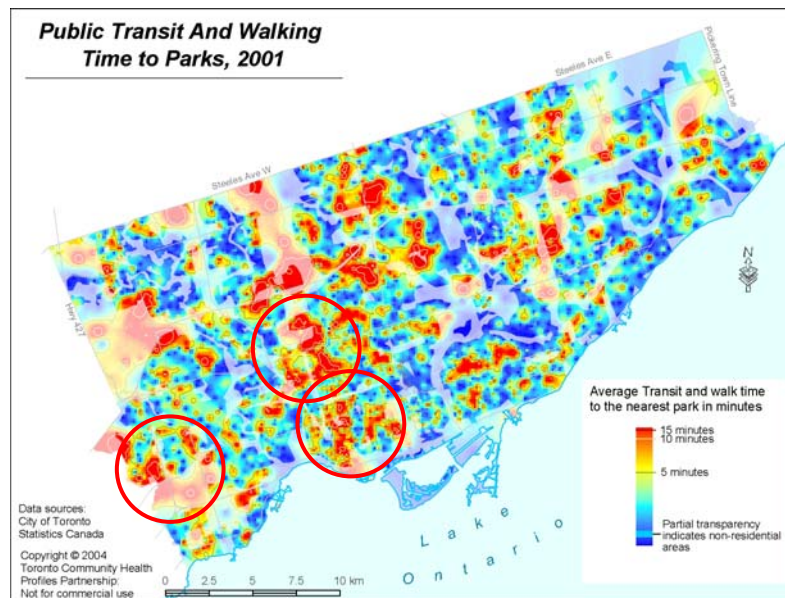 Public Transit And Walking
Time to Parks, 2001
Steeles Ave E
Pickering Town Line
Steeles Ave W
Hwy 427
N
Average Transit and walk time
to the nearest park in minutes
15 minutes
10 minutes
5 minutes
Partial transparency
indicates non-residential
areas
Data sources:
City of Toronto
Statistics Canada
Copyright © 2004
Toronto Community Health
Profiles Partnership:
Not for commercial use
0 2.5 5 10 km
Lake
Ontario